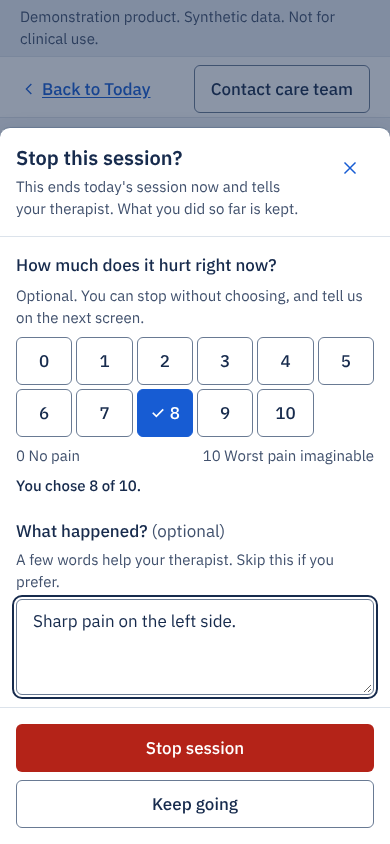 Demonstration product. Synthetic data. Not for
clinical use.
Back to Today
Contact care team
Stop this session?
This ends today's session now and tells
your therapist. What you did so far is kept.
How much does it hurt right now?
Optional. You can stop without choosing, and tell us
on the next screen.
0 1 2 3 4 5
6 7 8 9 10
0 No pain 10 Worst pain imaginable
You chose 8 of 10.
What happened? (optional)
A few words help your therapist. Skip this if you
prefer.
Sharp pain on the left side.
Stop session
Keep going